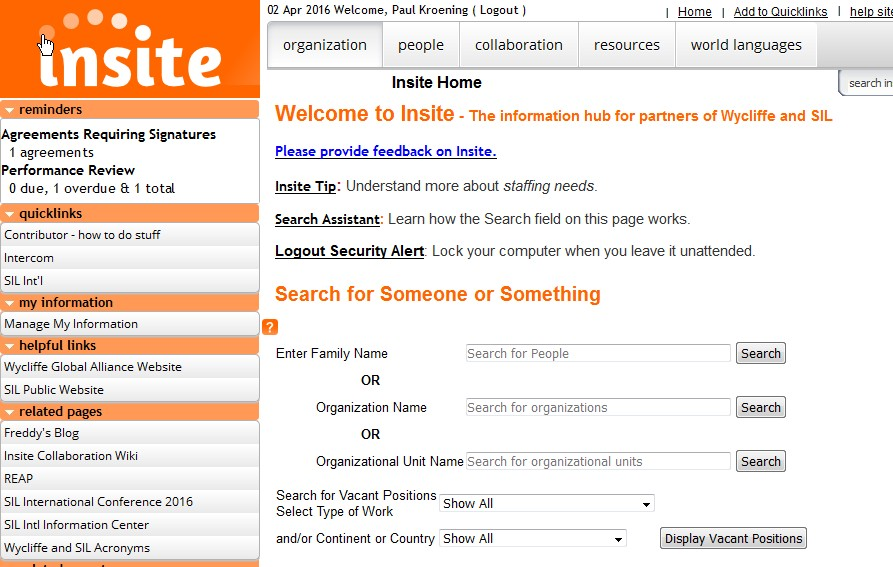 insite
02 Apr 2016 Welcome, Paul Kroening ( Logout )
| Home | Add to Quicklinks | help
organization people collaboration resources world languages
Insite Home
search
reminders
Agreements Requiring Signatures
1 agreements
Performance Review
0 due, 1 overdue & 1 total
quicklinks
Contributor - how to do stuff
Intercom
SIL Int'l
my information
Manage My Information
helpful links
Wycliffe Global Alliance Website
SIL Public Website
related pages
Freddy's Blog
Insite Collaboration Wiki
REAP
SIL International Conference 2016
SIL Intl Information Center
Wycliffe and SIL Acronyms
Welcome to Insite - The information hub for partners of Wycliffe and SIL
Please provide feedback on Insite.
Insite Tip: Understand more about staffing needs.
Search Assistant: Learn how the Search field on this page works.
Logout Security Alert: Lock your computer when you leave it unattended.
Search for Someone or Something
?
Enter Family Name Search for People Search
OR
Organization Name Search for organizations Search
OR
Organizational Unit Name Search for organizational units Search
Search for Vacant Positions
Select Type of Work Show All
and/or Continent or Country Show All Display Vacant Positions